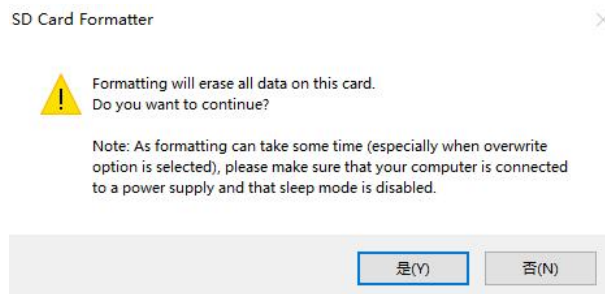 SD Card Formatter
Formatting will erase all data on this card.
Do you want to continue?
Note: As formatting can take some time (especially when overwrite
option is selected), please make sure that your computer is connected
to a power supply and that sleep mode is disabled.
是(Y)
否(N)